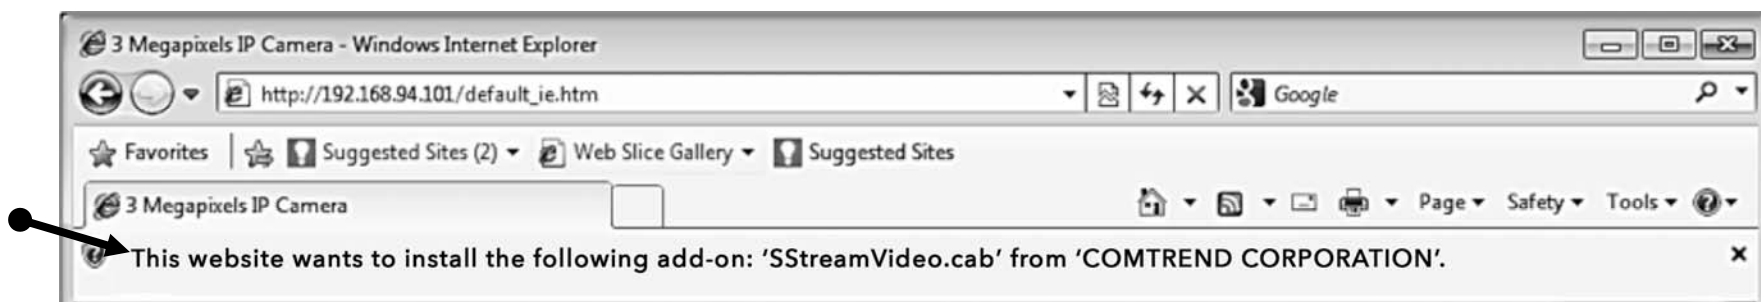 3 Megapixels IP Camera - Windows Internet Explorer
http://192.168.94.101/default_ie.htm Google
Favorites Suggested Sites (2) Web Slice Gallery Suggested Sites
3 Megapixels IP Camera Page Safety Tools
This website wants to install the following add-on: 'SStreamVideo.cab' from 'COMTREND CORPORATION'.